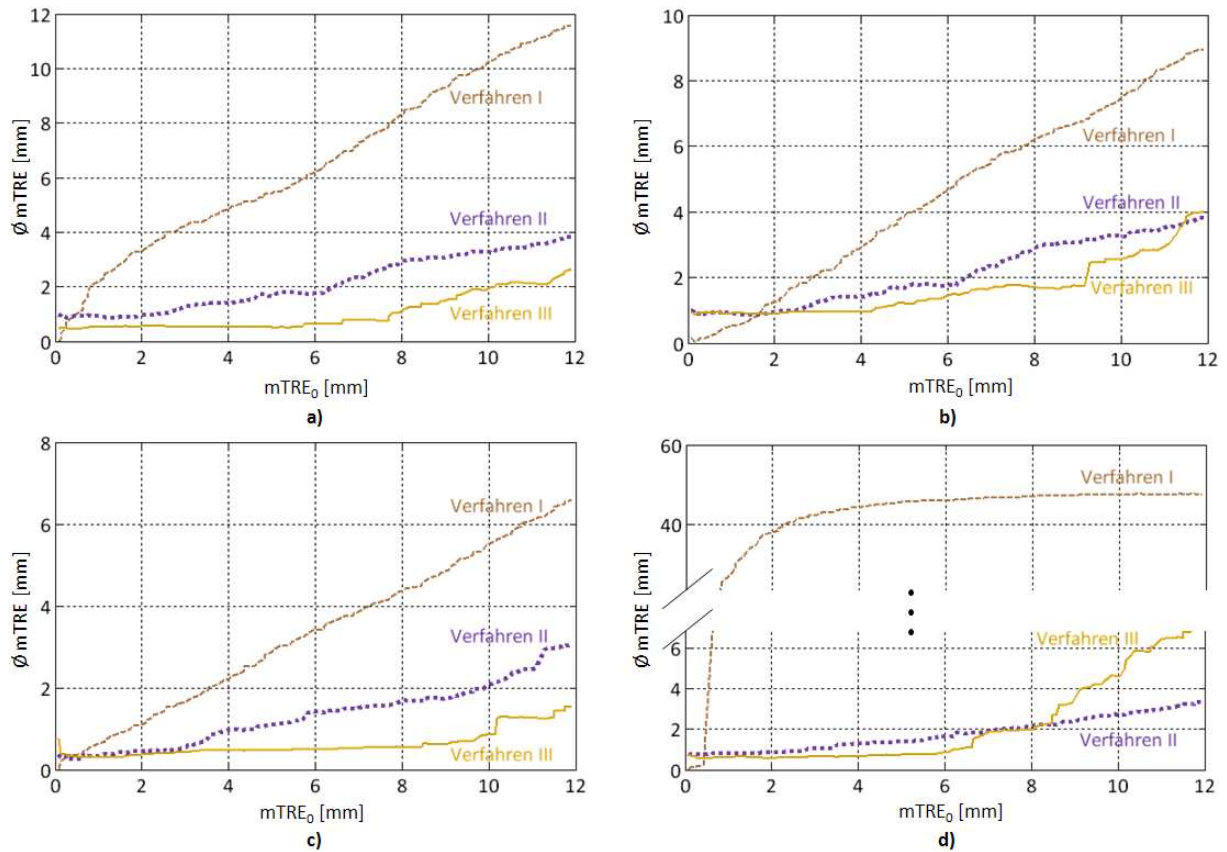 12
10
8
6
4
2
0
Ø mTRE [mm]
Verfahren I
Verfahren II
Verfahren III
0 2 4 6 8 10 12
mTRE₀ [mm]
a)
10
8
6
4
2
0
Ø mTRE [mm]
Verfahren I
Verfahren II
Verfahren III
0 2 4 6 8 10 12
mTRE₀ [mm]
b)
8
6
4
2
0
Ø mTRE [mm]
Verfahren I
Verfahren II
Verfahren III
0 2 4 6 8 10 12
mTRE₀ [mm]
c)
60
40
6
4
2
0
Ø mTRE [mm]
Verfahren I
Verfahren III
Verfahren II
0 2 4 6 8 10 12
mTRE₀ [mm]
d)